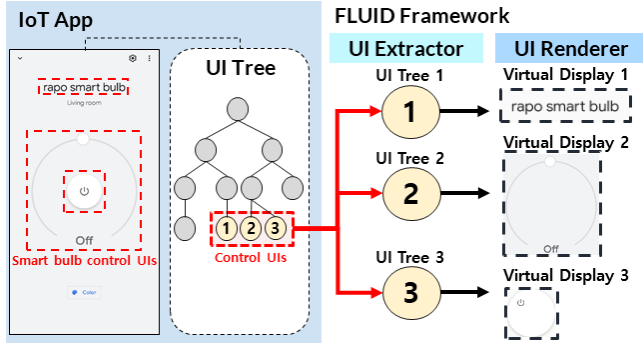 IoT App
FLUID Framework
UI Extractor
UI Renderer
rapo smart bulb
Living room
Off
Smart bulb control UIs
Color
UI Tree
1
2
3
Control UIs
UI Tree 1
1
UI Tree 2
2
UI Tree 3
3
Virtual Display 1
rapo smart bulb
Virtual Display 2
Off
Virtual Display 3